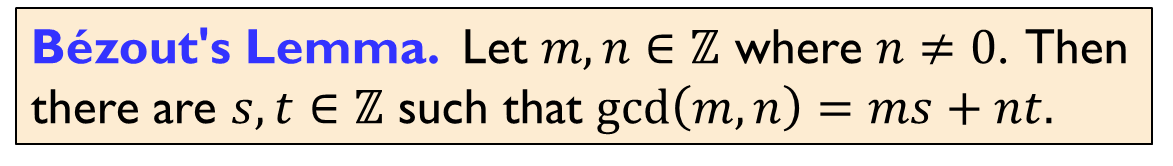 Bézout's Lemma. Let m, n ∈ ℤ where n ≠ 0. Then
there are s, t ∈ ℤ such that gcd(m, n) = ms + nt.